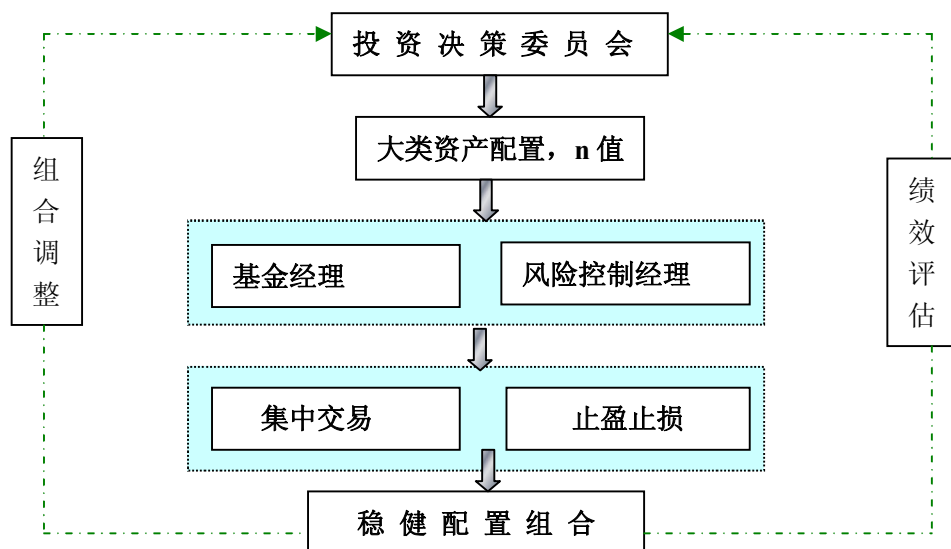 投资决策委员会
大类资产配置，n 值
组合调整
绩效评估
基金经理
风险控制经理
集中交易
止盈止损
稳健配置组合